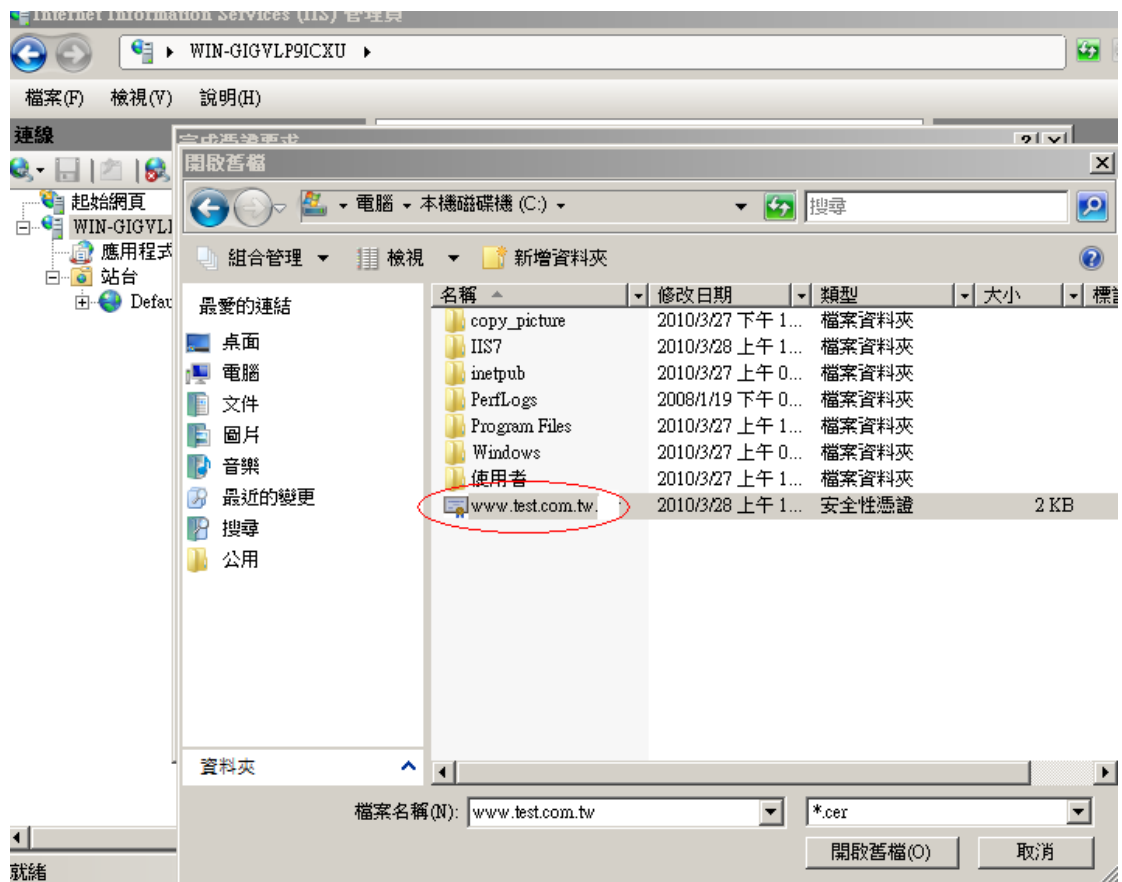 Internet Information Services (IIS) 管理員
WIN-GIGVLP9ICXU
檔案(F) 檢視(V) 說明(H)
連線
完成憑證要求
開啟舊檔
電腦 本機磁碟機 (C:)
搜尋
組合管理 檢視 新增資料夾
起始網頁
WIN-GIGVL
應用程式
站台
Defau
最愛的連結
桌面
電腦
文件
圖片
音樂
最近的變更
搜尋
公用
資料夾
名稱 修改日期 類型 大小
copy_picture 2010/3/27 下午 1... 檔案資料夾
IIS7 2010/3/28 上午 1... 檔案資料夾
inetpub 2010/3/27 上午 0... 檔案資料夾
PerfLogs 2008/1/19 下午 0... 檔案資料夾
Program Files 2010/3/27 上午 1... 檔案資料夾
Windows 2010/3/27 上午 0... 檔案資料夾
使用者 2010/3/27 上午 1... 檔案資料夾
www.test.com.tw. 2010/3/28 上午 1... 安全性憑證 2 KB
檔案名稱(N): www.test.com.tw *.cer
開啟舊檔(O) 取消
就緒